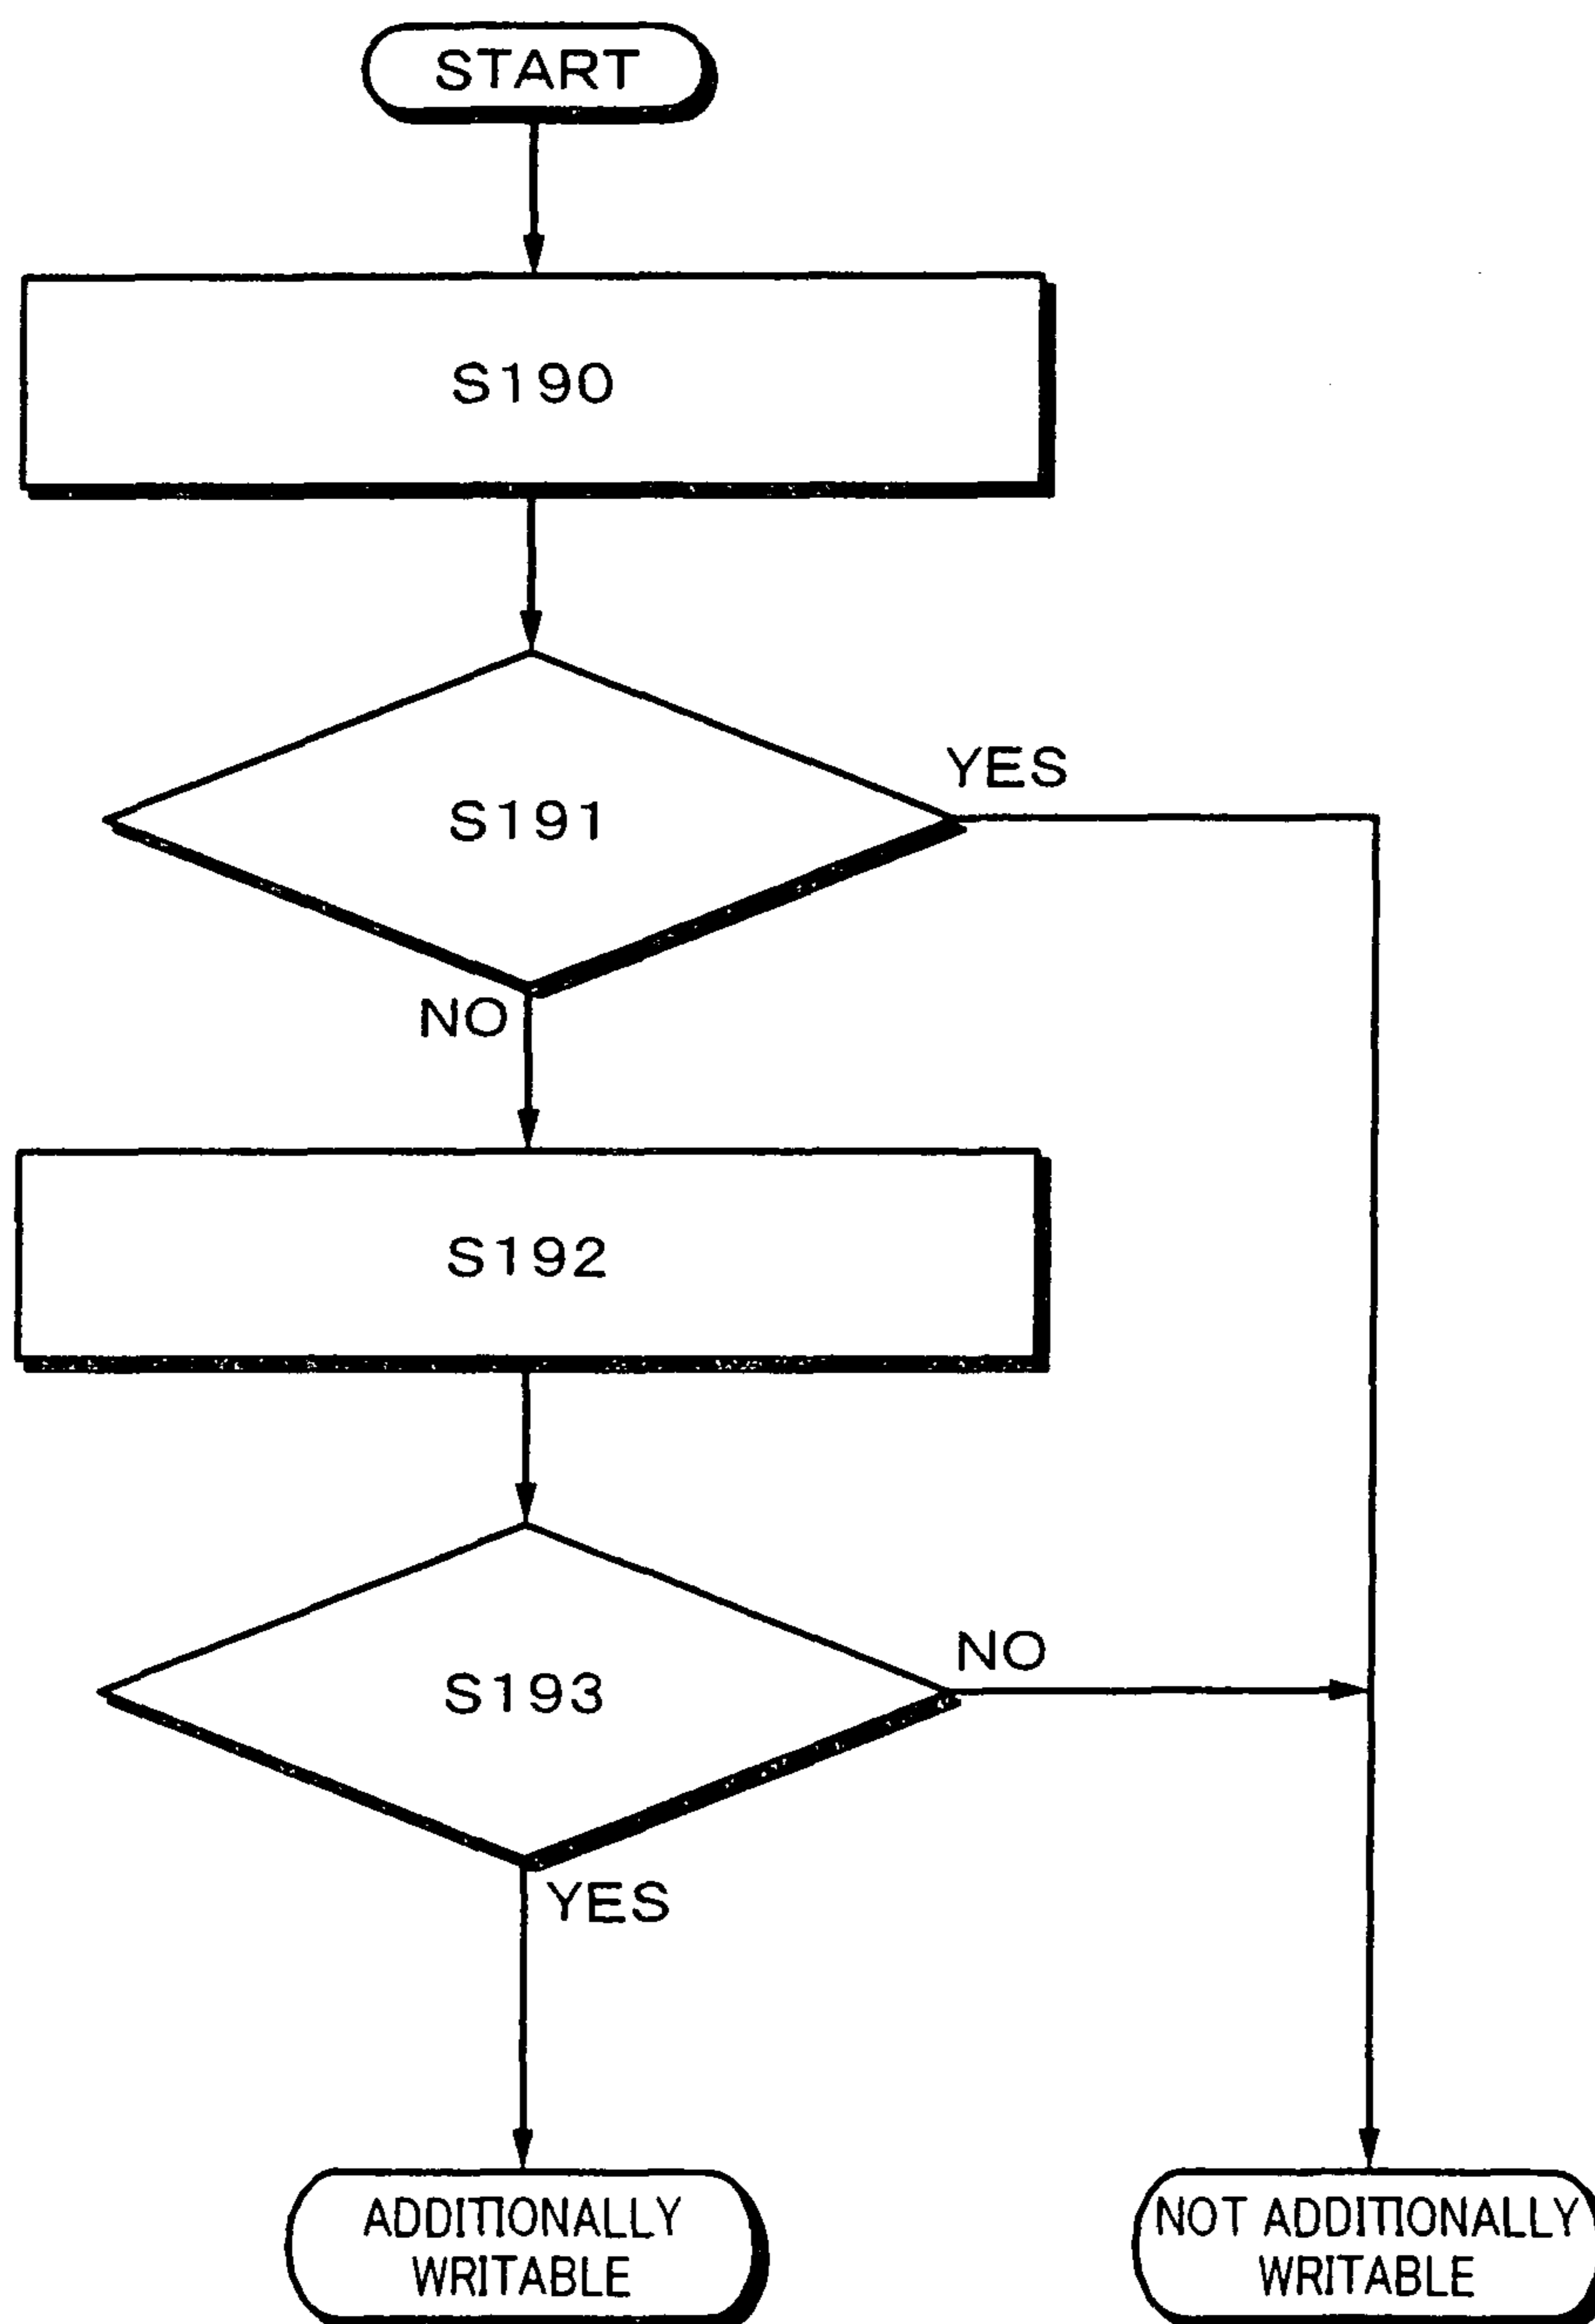 START
S190
S191
YES
NO
S192
S193
NO
YES
ADDITIONALLY
WRITABLE
NOT ADDITIONALLY
WRITABLE